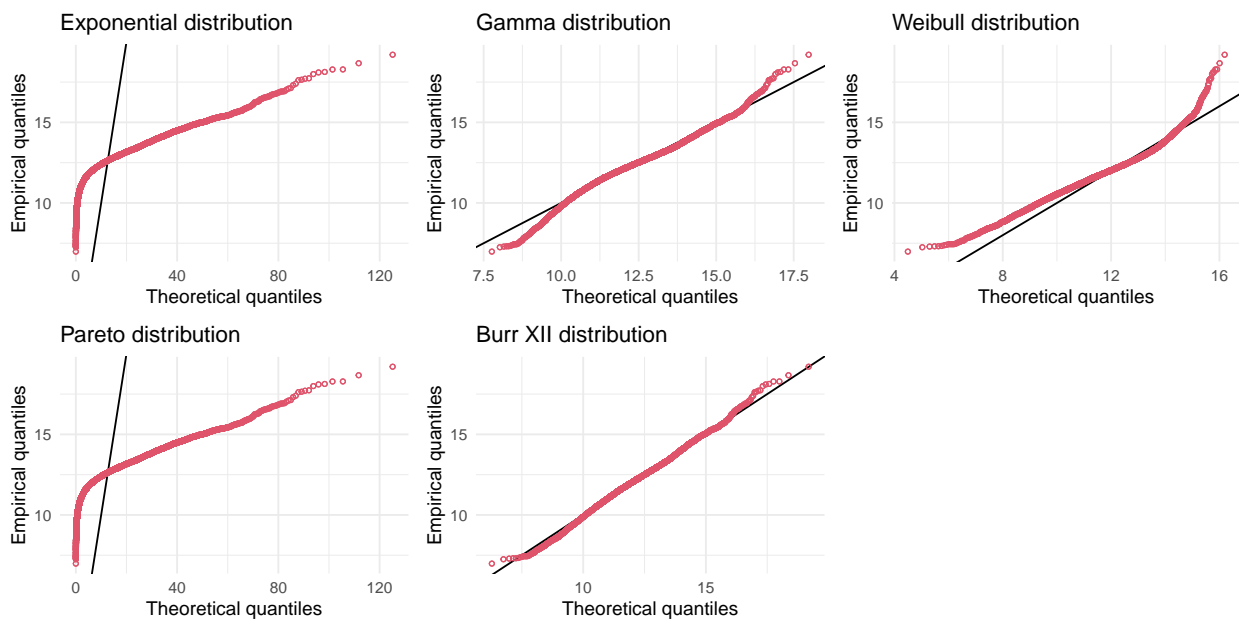 Exponential distribution
Gamma distribution
Weibull distribution
Empirical quantiles
15
10
0
40
80
120
Theoretical quantiles
Empirical quantiles
15
10
7.5
10.0
12.5
15.0
17.5
Theoretical quantiles
Empirical quantiles
15
10
4
8
12
16
Theoretical quantiles
Pareto distribution
Burr XII distribution
Empirical quantiles
15
10
0
40
80
120
Theoretical quantiles
Empirical quantiles
15
10
10
15
Theoretical quantiles